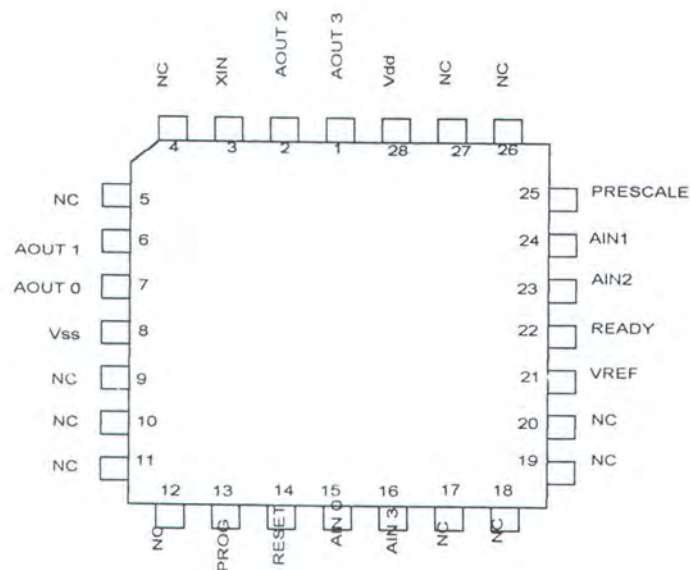 NC XIN AOUT 2 AOUT 3 Vdd NC NC
4 3 2 1 28 27 26
NC 5
AOUT 1 6
AOUT 0 7
Vss 8
NC 9
NC 10
NC 11
25 PRESCALE
24 AIN1
23 AIN2
22 READY
21 VREF
20 NC
19 NC
12 13 14 15 16 17 18
NC PROG RESET AIN 0 AIN 3 NC NC